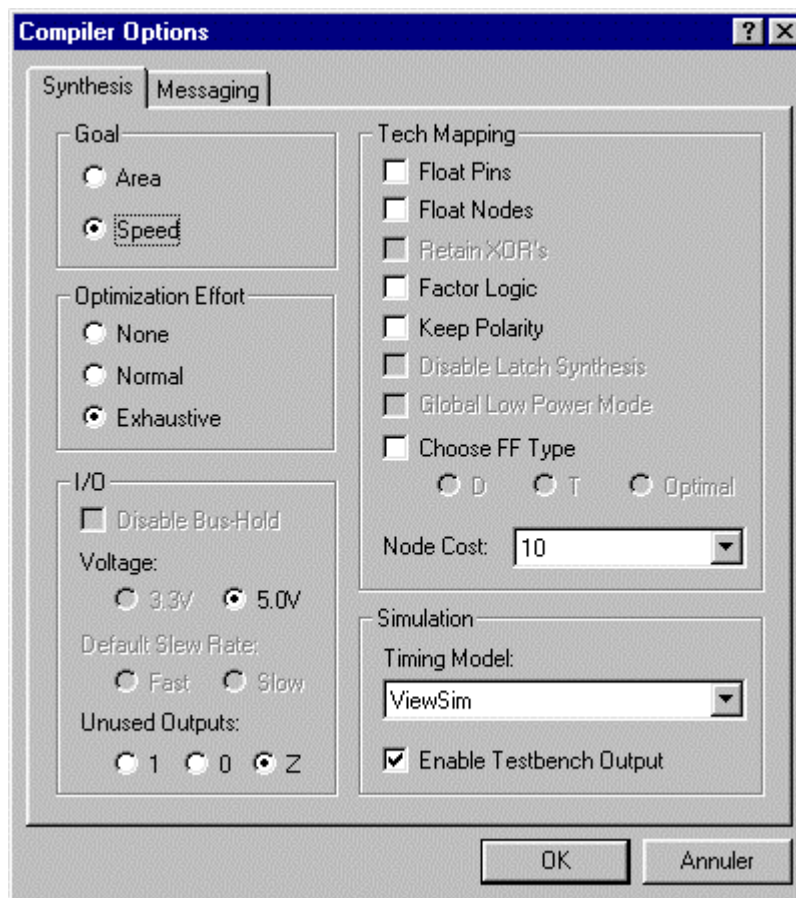 Compiler Options
Synthesis
Messaging
Goal
Area
Speed
Optimization Effort
None
Normal
Exhaustive
I/O
Disable Bus-Hold
Voltage:
3.3V 5.0V
Default Slew Rate:
Fast Slow
Unused Outputs:
1 0 Z
Tech Mapping
Float Pins
Float Nodes
Retain XOR's
Factor Logic
Keep Polarity
Disable Latch Synthesis
Global Low Power Mode
Choose FF Type
D T Optimal
Node Cost: 10
Simulation
Timing Model:
ViewSim
Enable Testbench Output
OK Annuler